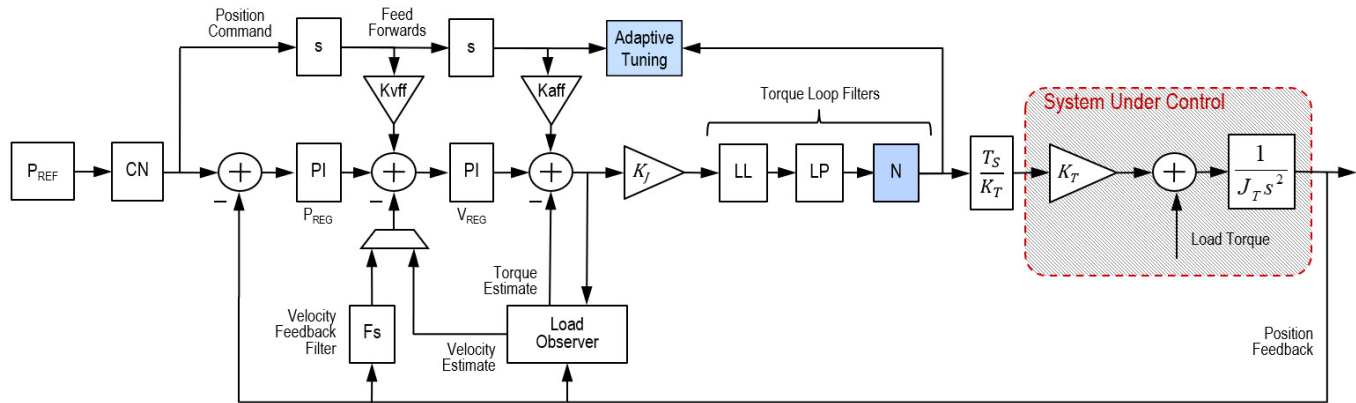 Position
Command
Feed
Forwards
s
s
Adaptive
Tuning
Kvff
Kaff
Torque Loop Filters
System Under Control
P_REF
CN
+
−
PI
P_REG
+
−
PI
V_REG
+
−
K_J
LL
LP
N
T_S
K_T
K_T
+
1
J_T s²
Load Torque
Torque
Estimate
Velocity
Feedback
Filter
Fs
Velocity
Estimate
Load
Observer
Position
Feedback